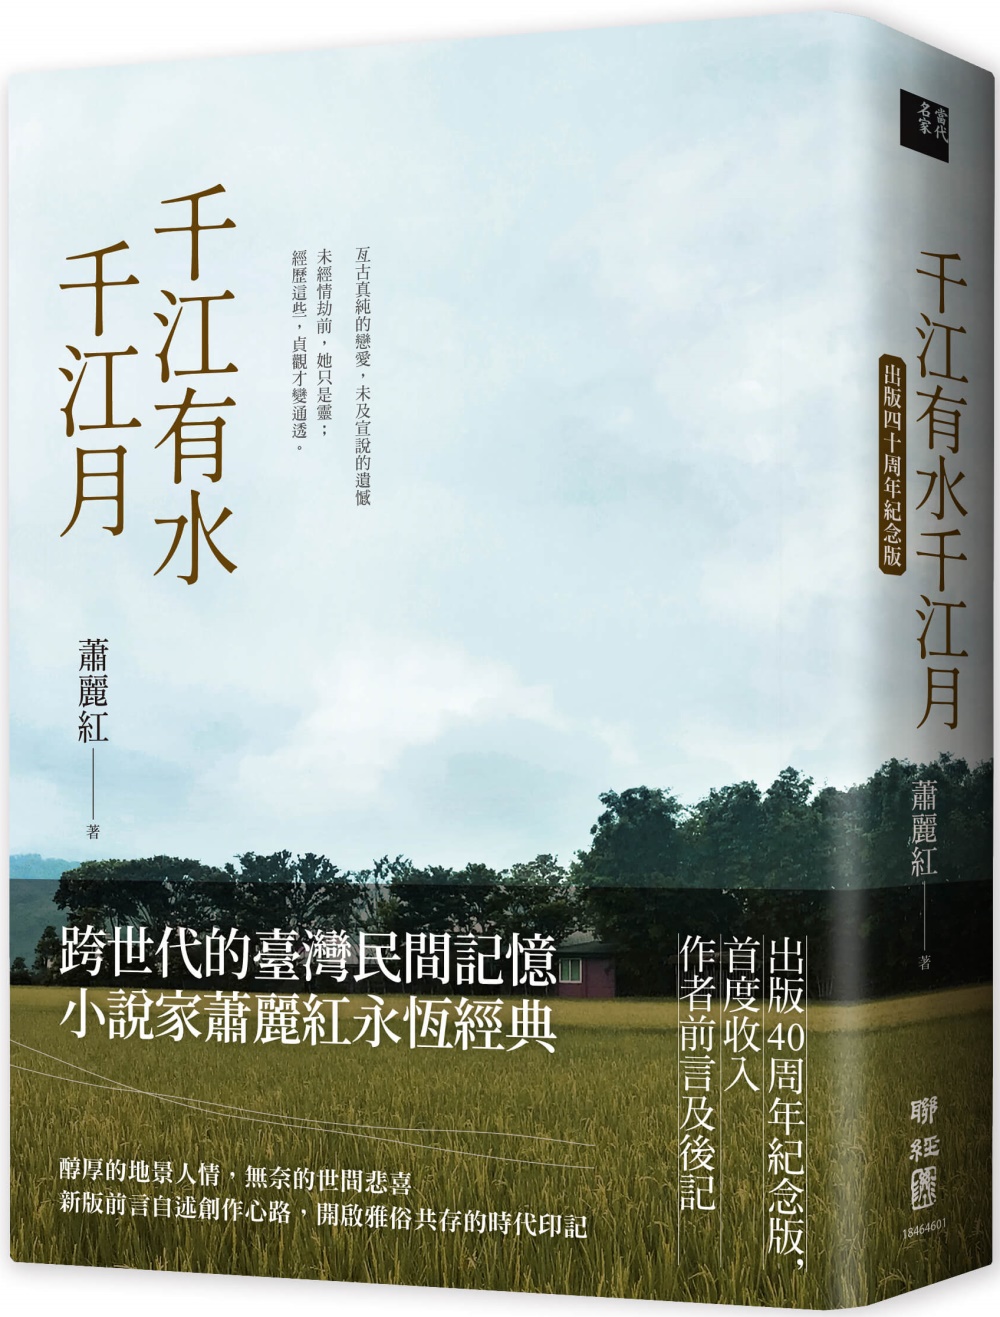 千江有水
千江月
亙古真純的戀愛，未及宣說的遺憾
未經情劫前，她只是靈；
經歷這些，貞觀才變通透。
蕭麗紅——著
跨世代的臺灣民間記憶
小說家蕭麗紅永恆經典
醇厚的地景人情，無奈的世間悲喜
新版前言自述創作心路，開啟雅俗共存的時代印記
出版40周年紀念版，
首度收入
作者前言及後記
當代
名家
千江有水千江月
出版四十周年紀念版
蕭麗紅——著
聯經
18464601